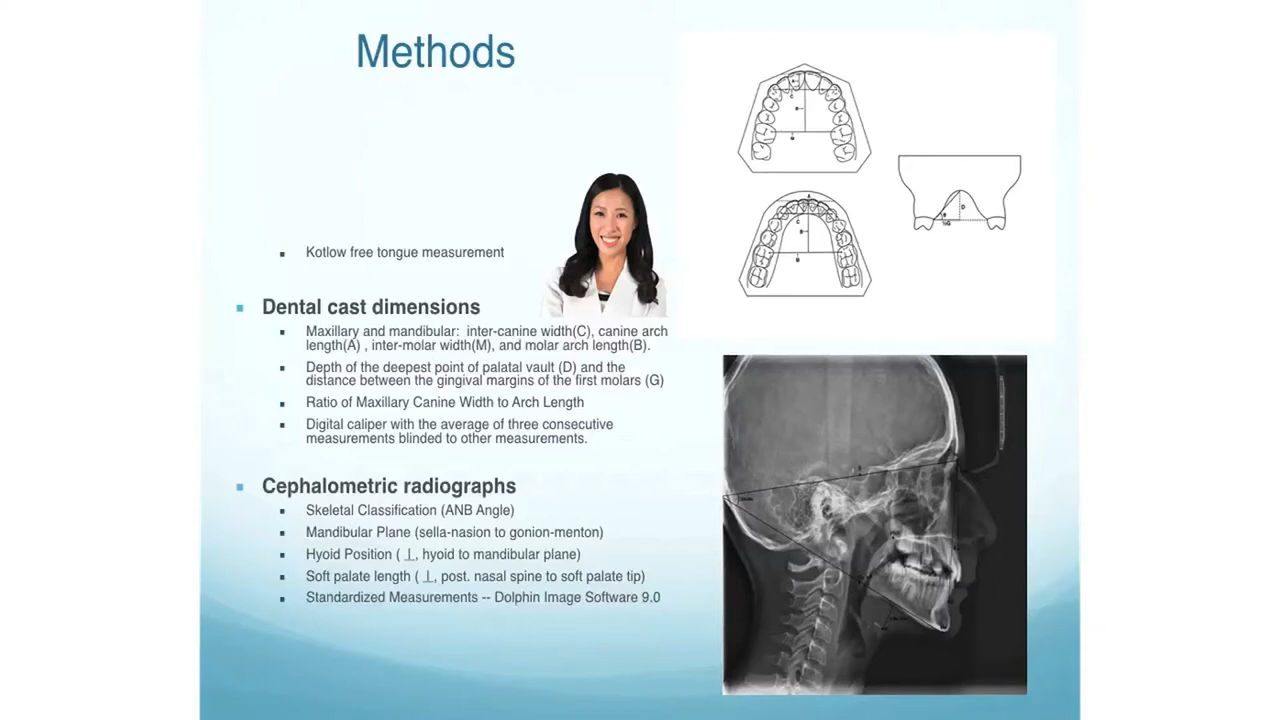 Methods
Kotlow free tongue measurement
Dental cast dimensions
Maxillary and mandibular: inter-canine width(C), canine arch
length(A) , inter-molar width(M), and molar arch length(B).
Depth of the deepest point of palatal vault (D) and the
distance between the gingival margins of the first molars (G)
Ratio of Maxillary Canine Width to Arch Length
Digital caliper with the average of three consecutive
measurements blinded to other measurements.
Cephalometric radiographs
Skeletal Classification (ANB Angle)
Mandibular Plane (sella-nasion to gonion-menton)
Hyoid Position ( ⊥, hyoid to mandibular plane)
Soft palate length ( ⊥, post. nasal spine to soft palate tip)
Standardized Measurements -- Dolphin Image Software 9.0
A
C
B
M
A
C
B
M
D